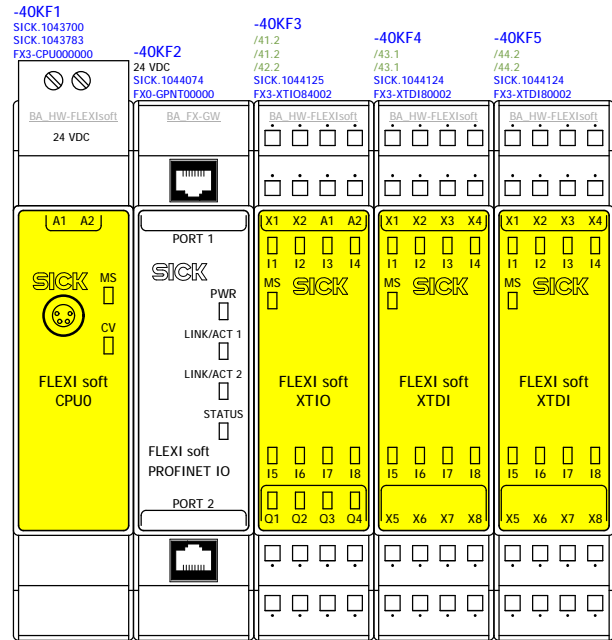 -40KF1
SICK.1043700
SICK.1043783
FX3-CPU000000
BA_HW-FLEXIsoft
24 VDC
A1 A2
SICK
MS
CV
FLEXI soft
CPU0
-40KF2
24 VDC
SICK.1044074
FX0-GPNT00000
BA_FX-GW
PORT 1
SICK
PWR
LINK/ACT 1
LINK/ACT 2
STATUS
FLEXI soft
PROFINET IO
PORT 2
-40KF3
/41.2
/41.2
/42.2
SICK.1044125
FX3-XTIO84002
BA_HW-FLEXIsoft
X1 X2 A1 A2
I1 I2 I3 I4
MS
SICK
FLEXI soft
XTIO
I5 I6 I7 I8
Q1 Q2 Q3 Q4
-40KF4
/43.1
/43.1
SICK.1044124
FX3-XTDI80002
BA_HW-FLEXIsoft
X1 X2 X3 X4
I1 I2 I3 I4
MS
SICK
FLEXI soft
XTDI
I5 I6 I7 I8
X5 X6 X7 X8
-40KF5
/44.2
/44.2
SICK.1044124
FX3-XTDI80002
BA_HW-FLEXIsoft
X1 X2 X3 X4
I1 I2 I3 I4
MS
SICK
FLEXI soft
XTDI
I5 I6 I7 I8
X5 X6 X7 X8